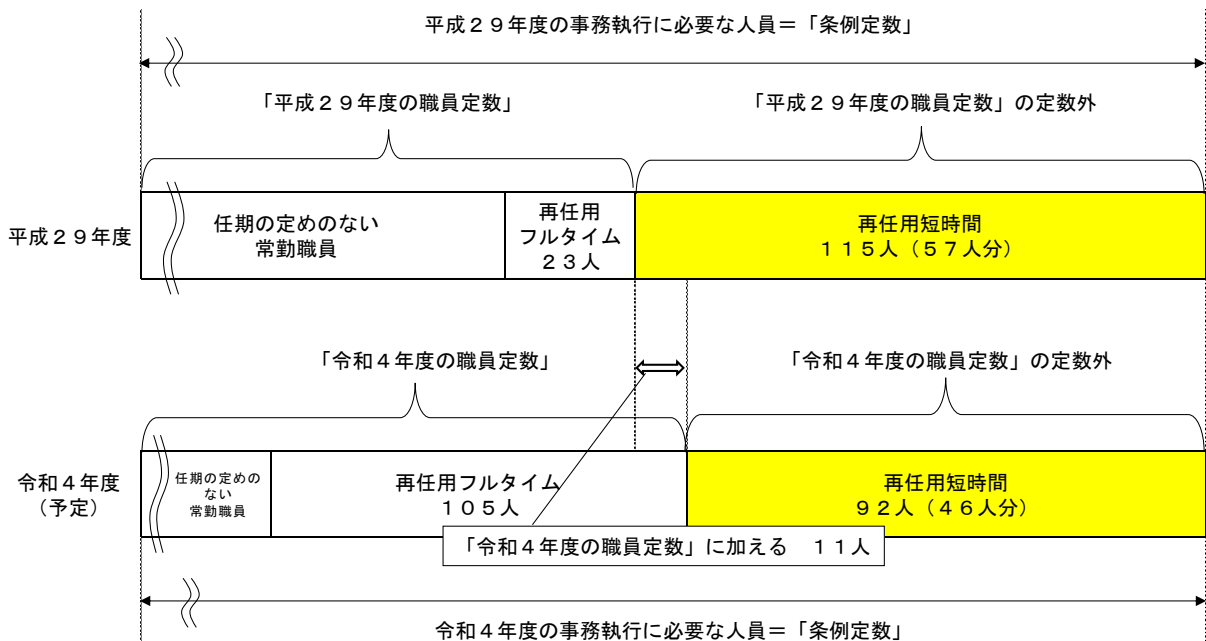 平成２９年度の事務執行に必要な人員＝「条例定数」
「平成２９年度の職員定数」
「平成２９年度の職員定数」の定数外
平成２９年度
任期の定めのない
常勤職員
再任用
フルタイム
２３人
再任用短時間
１１５人（５７人分）
「令和４年度の職員定数」
「令和４年度の職員定数」の定数外
令和４年度
（予定）
任期の定めの
ない
常勤職員
再任用フルタイム
１０５人
再任用短時間
９２人（４６人分）
「令和４年度の職員定数」に加える　１１人
令和４年度の事務執行に必要な人員＝「条例定数」